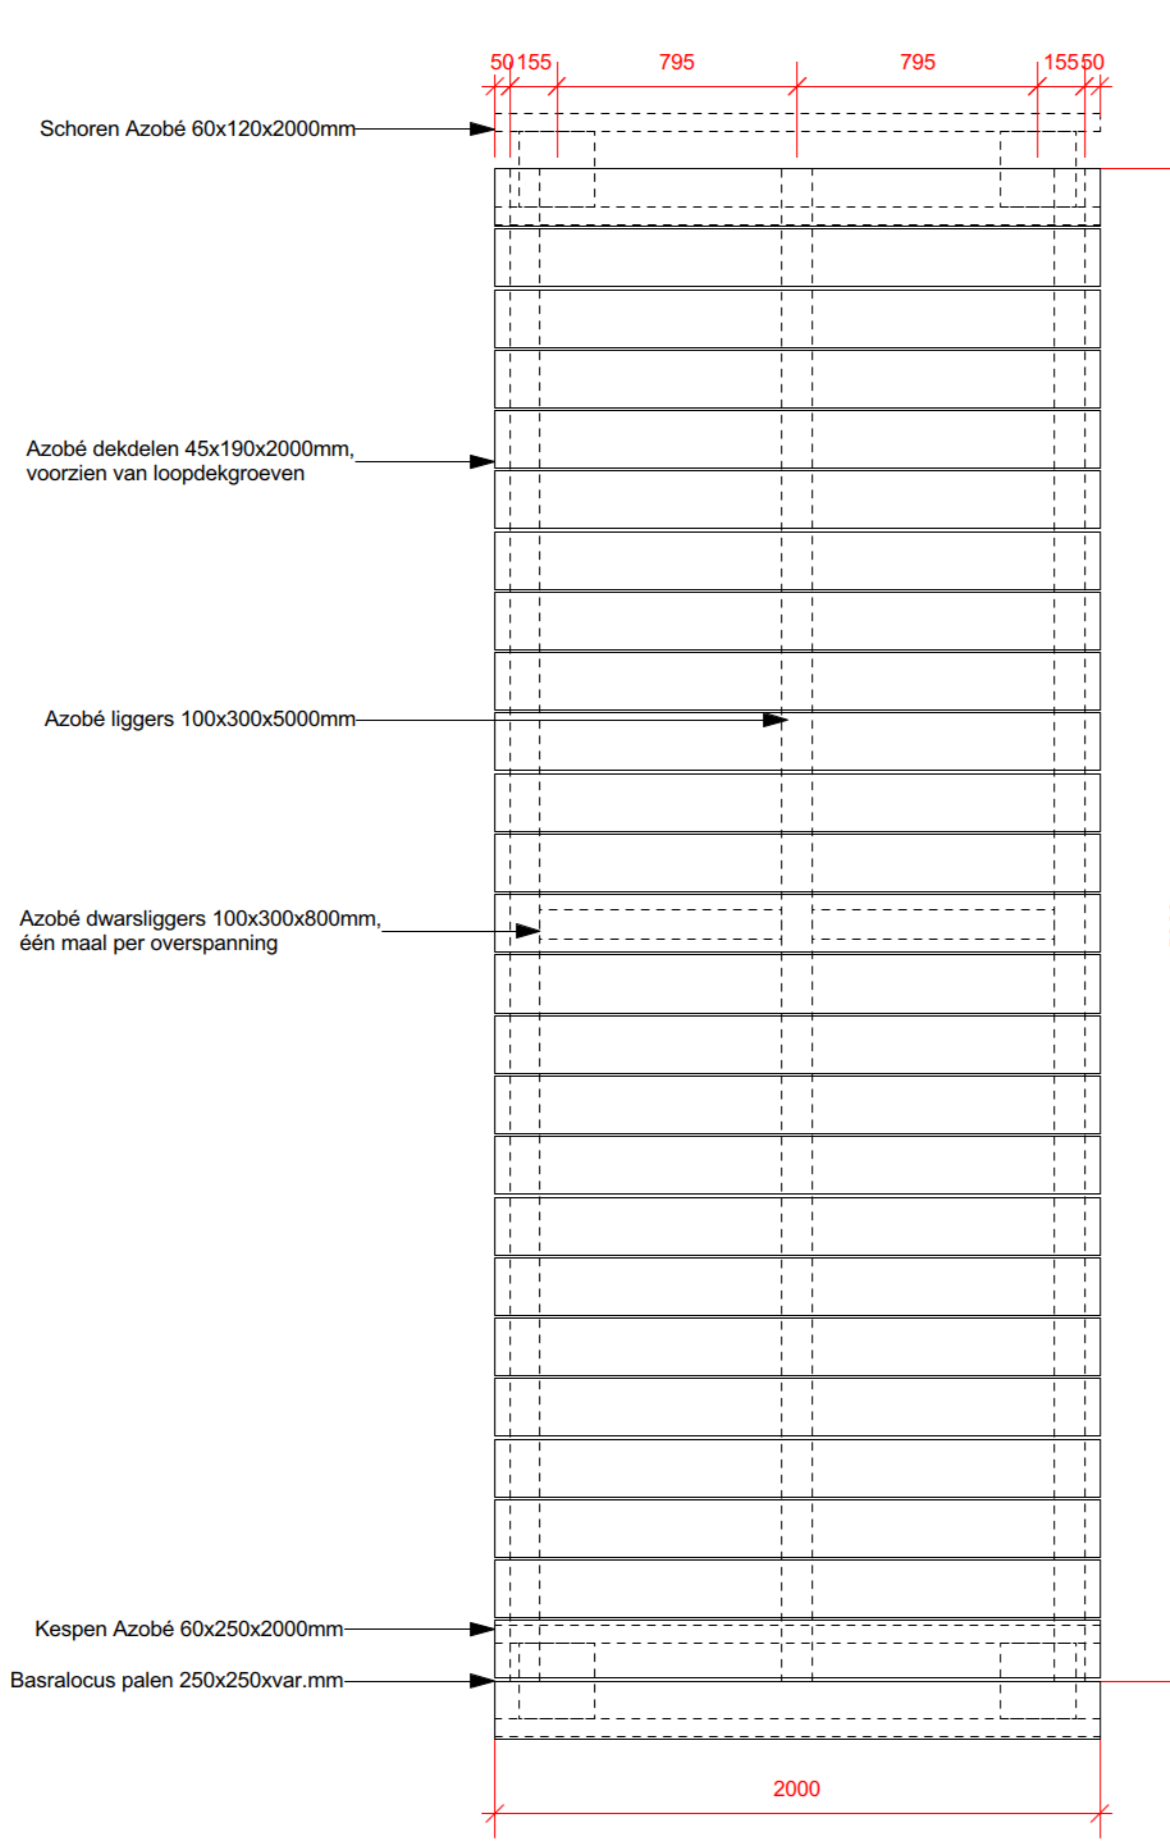 50 155 795 795 155 50
Schoren Azobé 60x120x2000mm
Azobé dekdelen 45x190x2000mm,
voorzien van loopdekgroeven
Azobé liggers 100x300x5000mm
Azobé dwarsliggers 100x300x800mm,
één maal per overspanning
Kespen Azobé 60x250x2000mm
Basralocus palen 250x250xvar.mm
2000